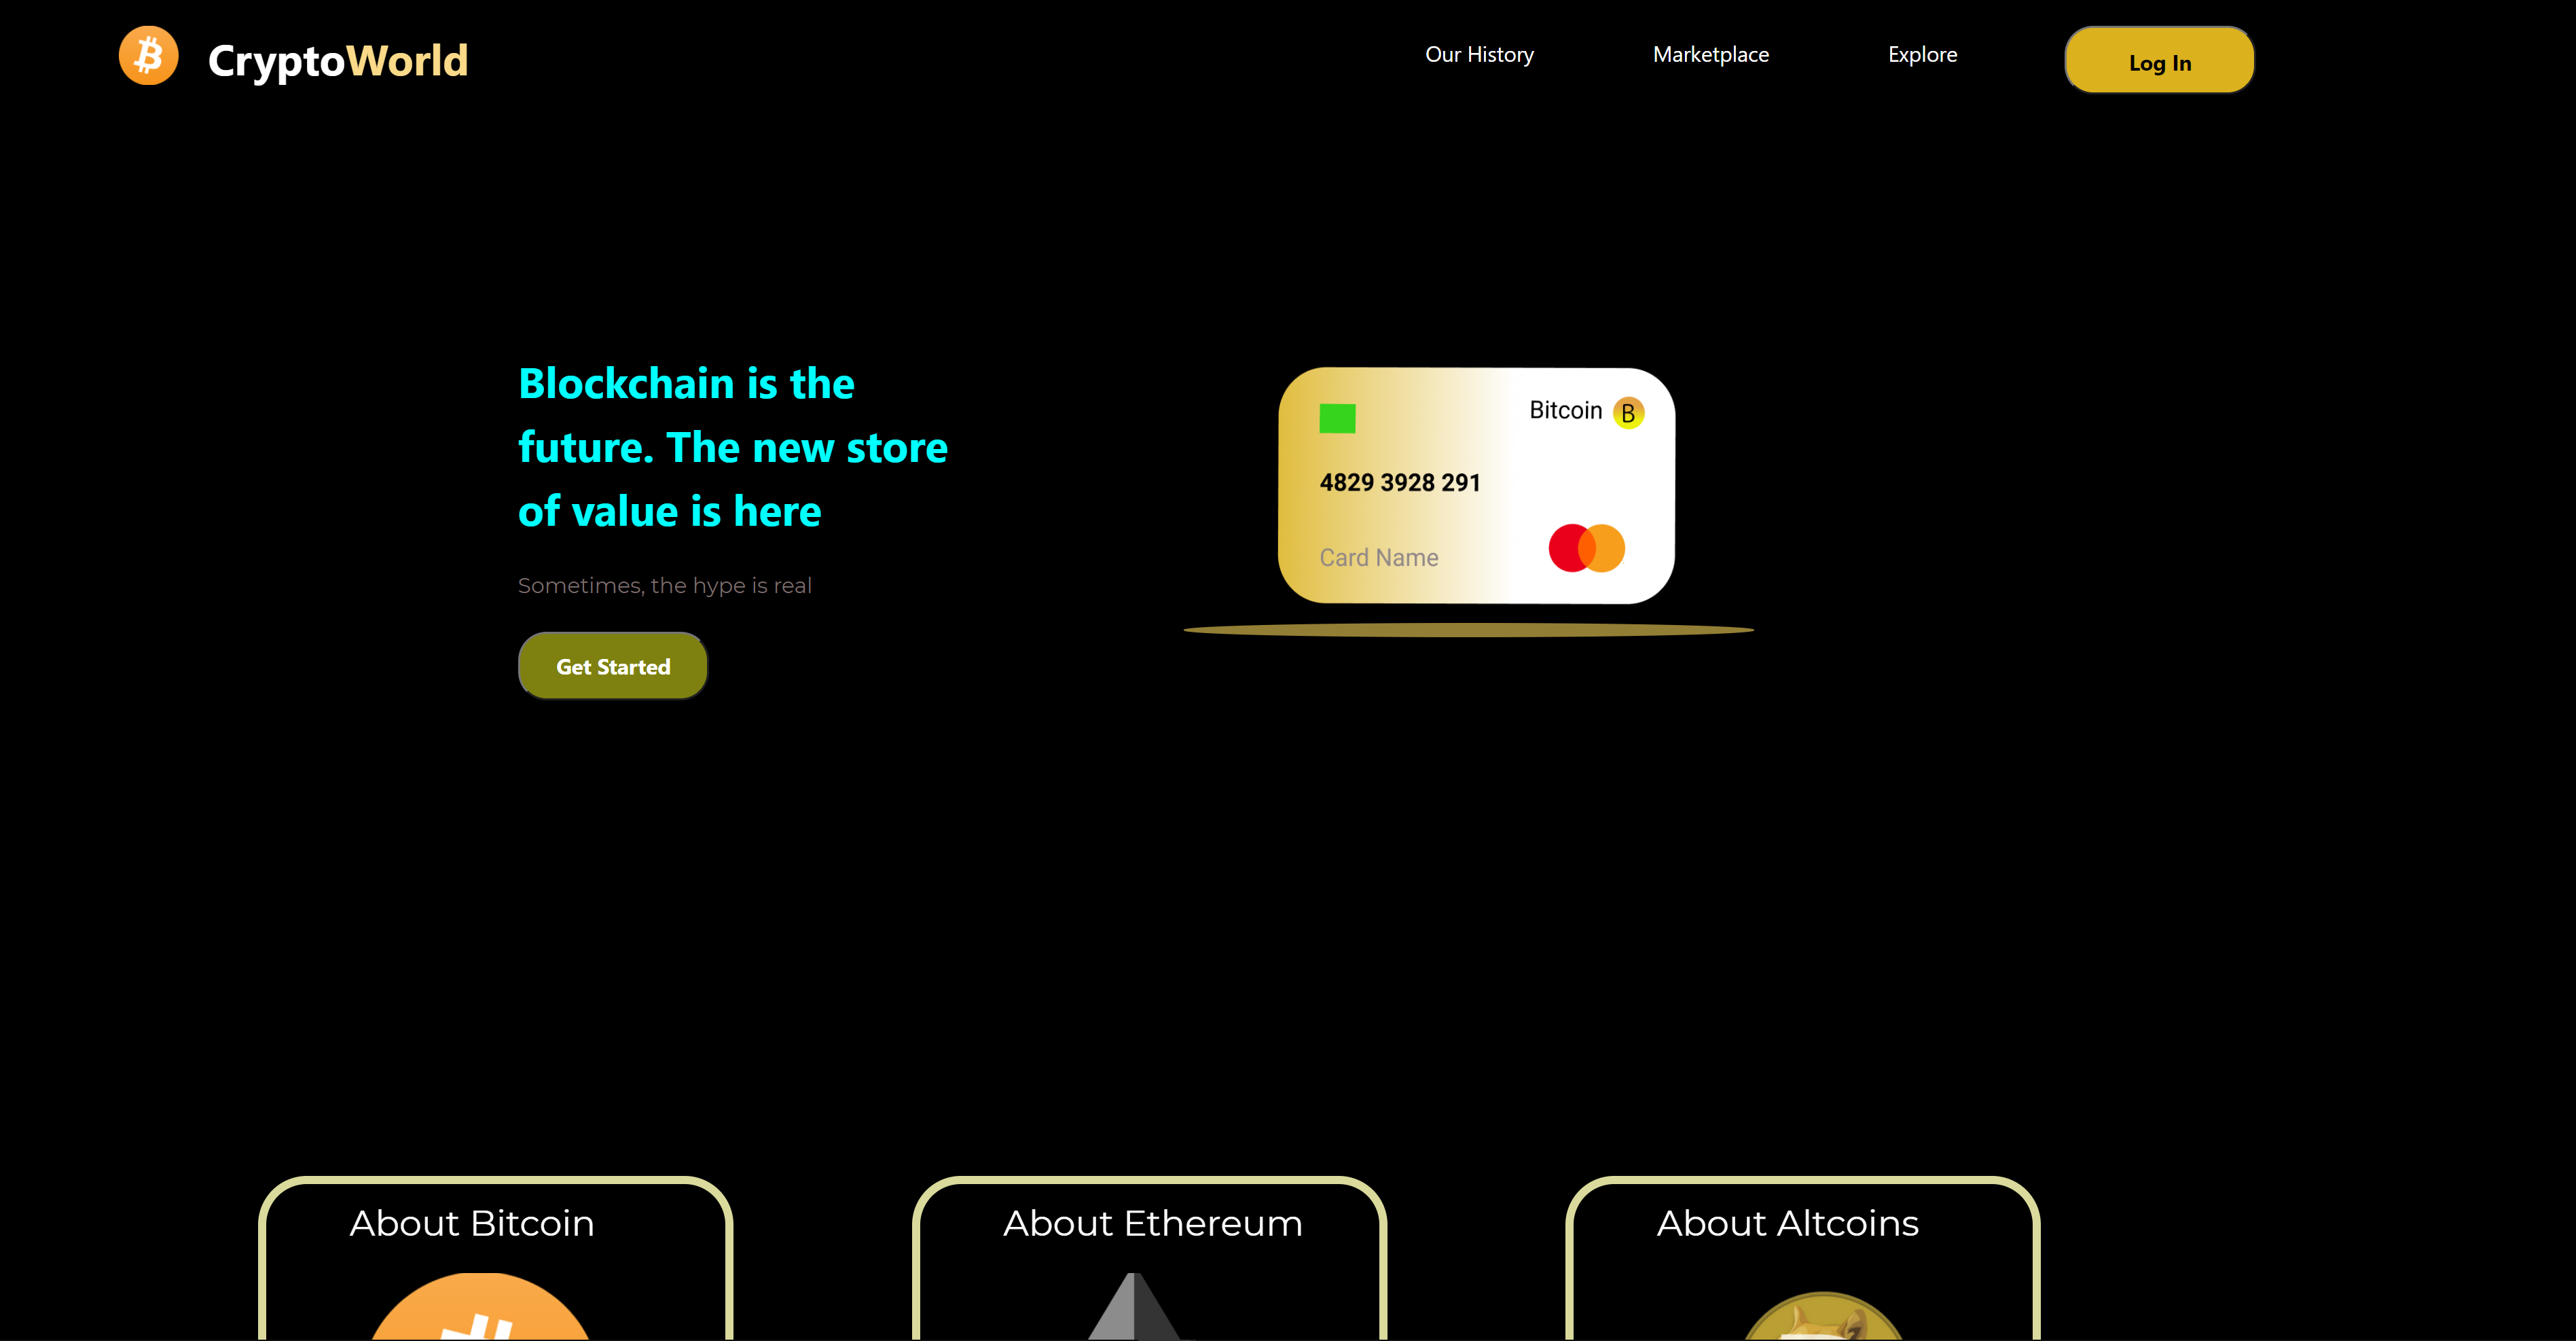 CryptoWorld
Our History
Marketplace
Explore
Log In
Blockchain is the
future. The new store
of value is here
Sometimes, the hype is real
Get Started
Bitcoin B
4829 3928 291
Card Name
About Bitcoin
About Ethereum
About Altcoins